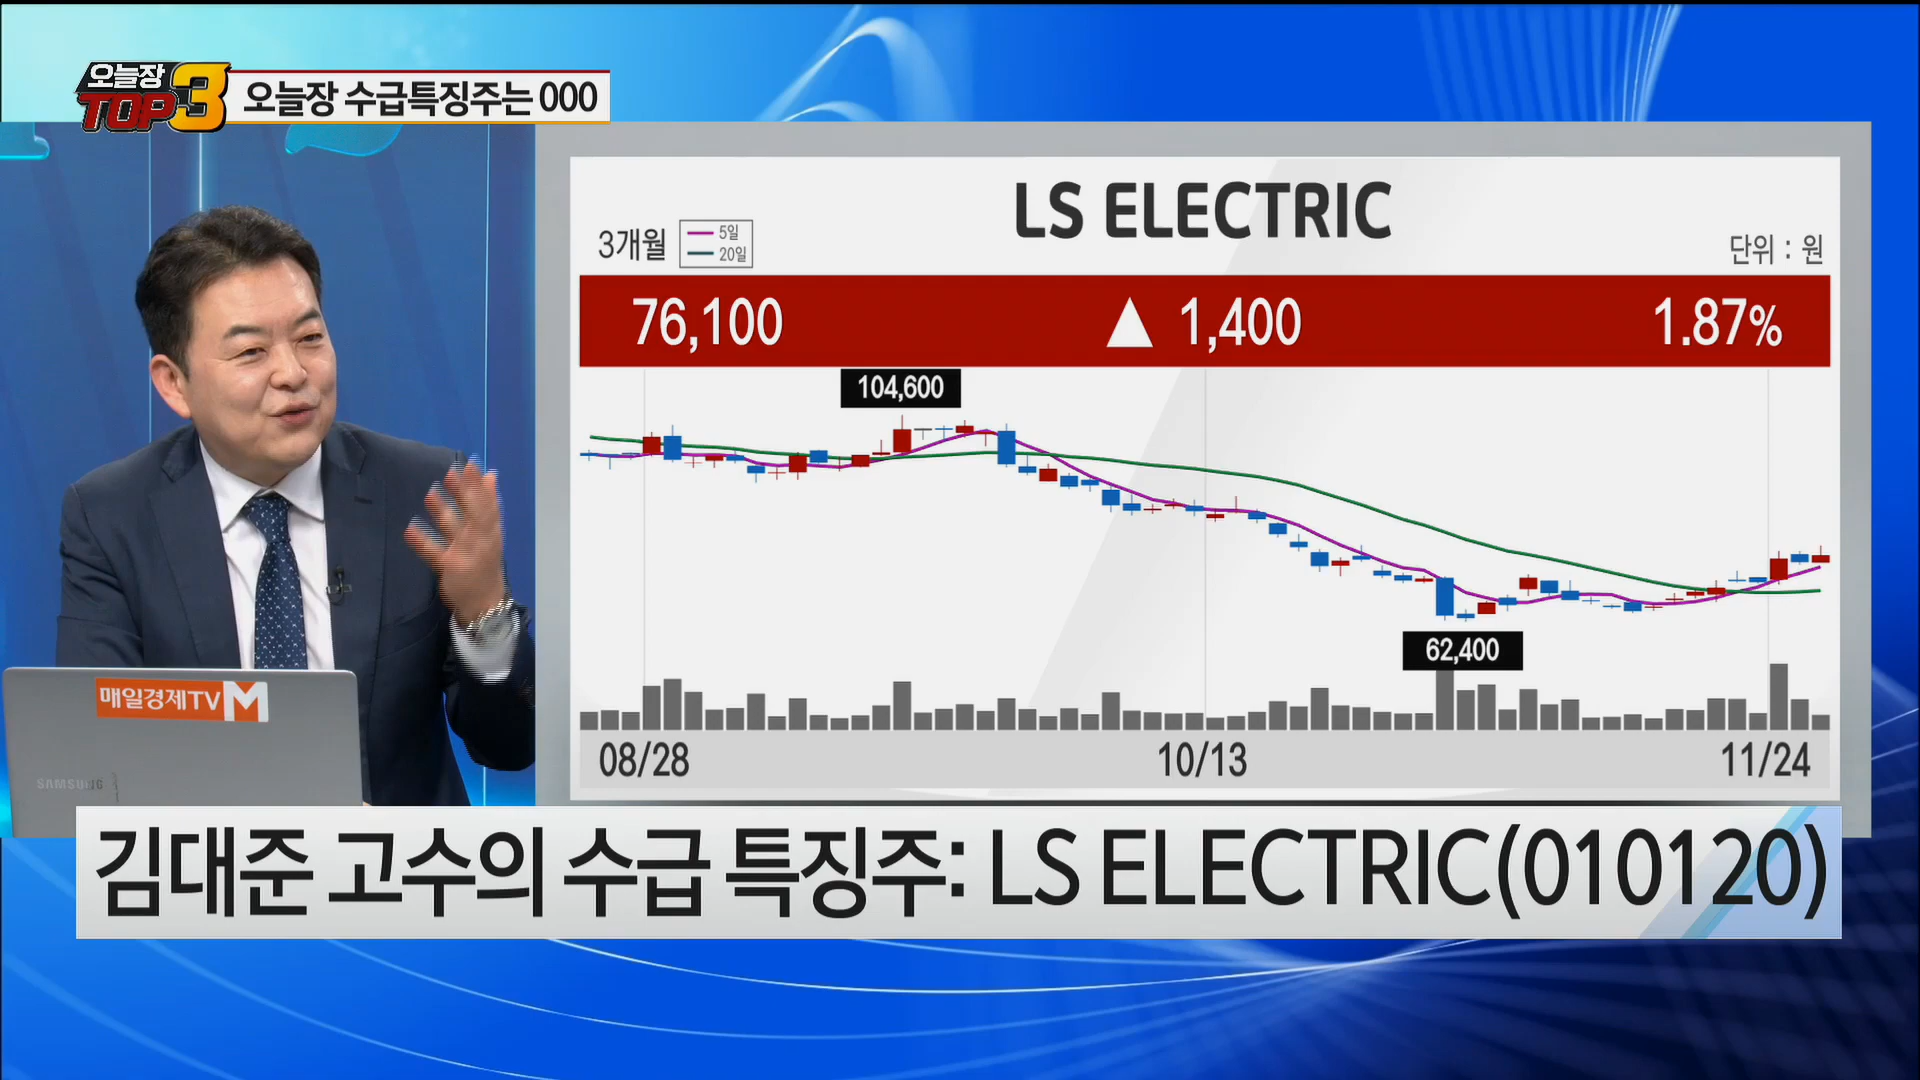 오늘장
TOP3
오늘장 수급특징주는 OOO
LS ELECTRIC
3개월
5일
20일
단위 : 원
76,100 ▲ 1,400 1.87%
104,600
62,400
08/28 10/13 11/24
매일경제TV M
SAMSUNG
김대준 고수의 수급 특징주: LS ELECTRIC(010120)